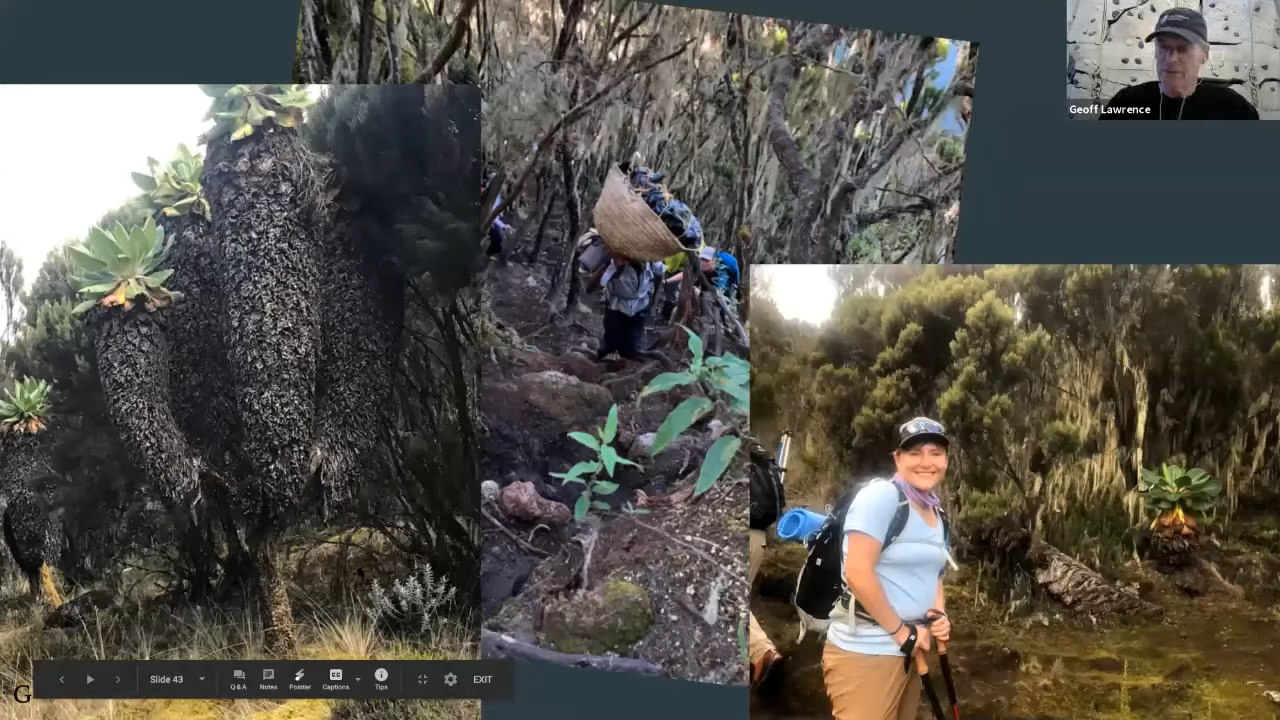 Geoff Lawrence
G
Slide 43
Q&A
Notes
Pointer
Captions
Tips
EXIT